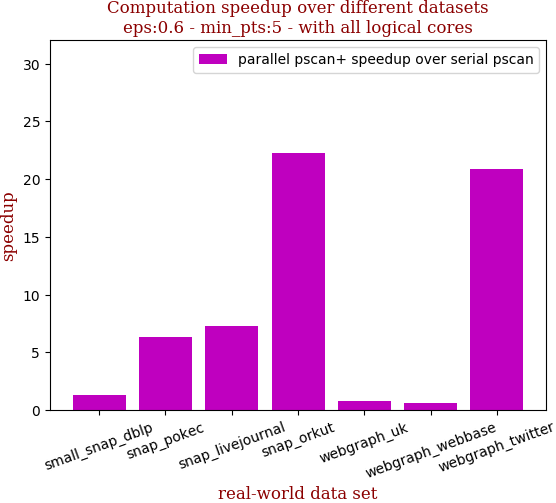 Computation speedup over different datasets
eps:0.6 - min_pts:5 - with all logical cores
parallel pscan+ speedup over serial pscan
speedup
30
25
20
15
10
5
0
small_snap_dblp
snap_pokec
snap_livejournal
snap_orkut
webgraph_uk
webgraph_webbase
webgraph_twitter
real-world data set